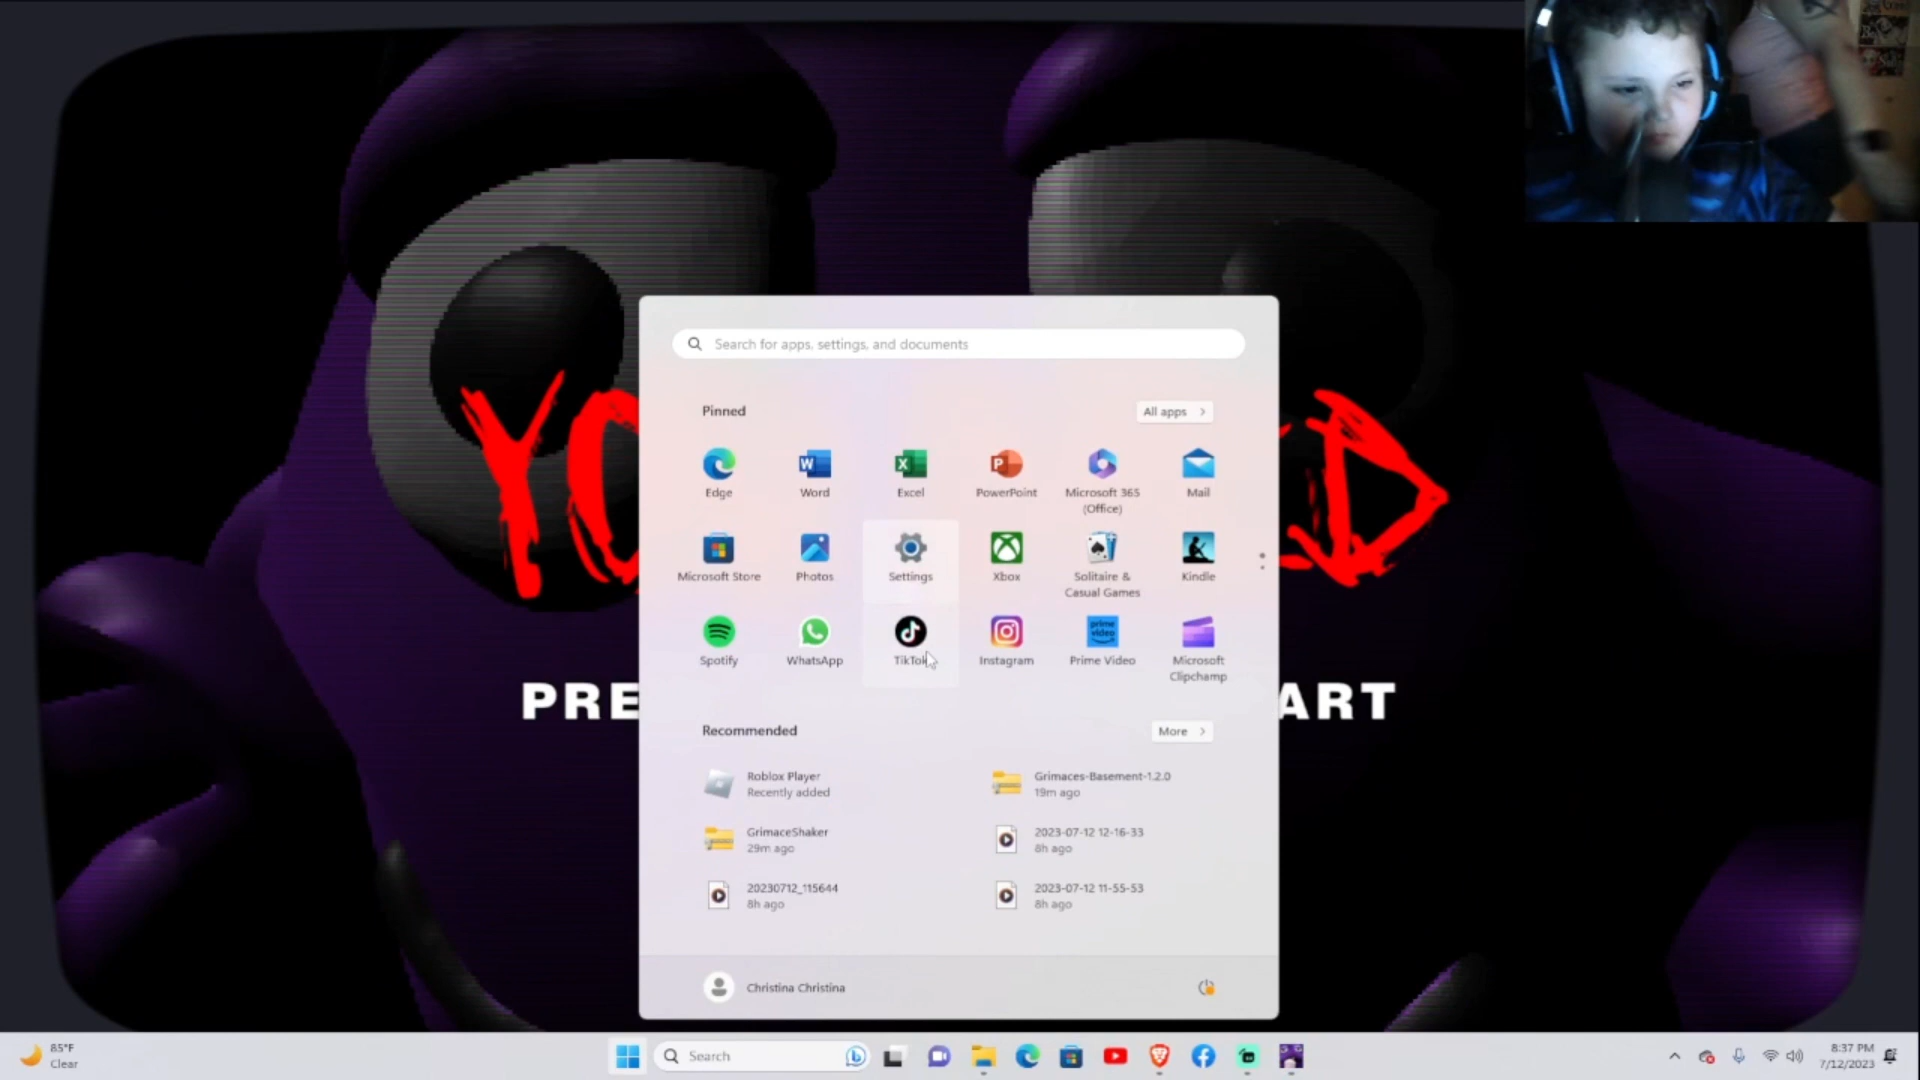 Search for apps, settings, and documents
Pinned
All apps
Edge
Word
Excel
PowerPoint
Microsoft 365
(Office)
Mail
Microsoft Store
Photos
Settings
Xbox
Solitaire &
Casual Games
Kindle
Spotify
WhatsApp
TikTok
Instagram
prime
video
Prime Video
Microsoft
Clipchamp
PRE
ART
Recommended
More
Roblox Player
Recently added
Grimaces-Basement-1.2.0
19m ago
GrimaceShaker
29m ago
2023-07-12 12-16-33
8h ago
20230712_115644
8h ago
2023-07-12 11-55-53
8h ago
Christina Christina
85°F
Clear
Search
8:37 PM
7/12/2023